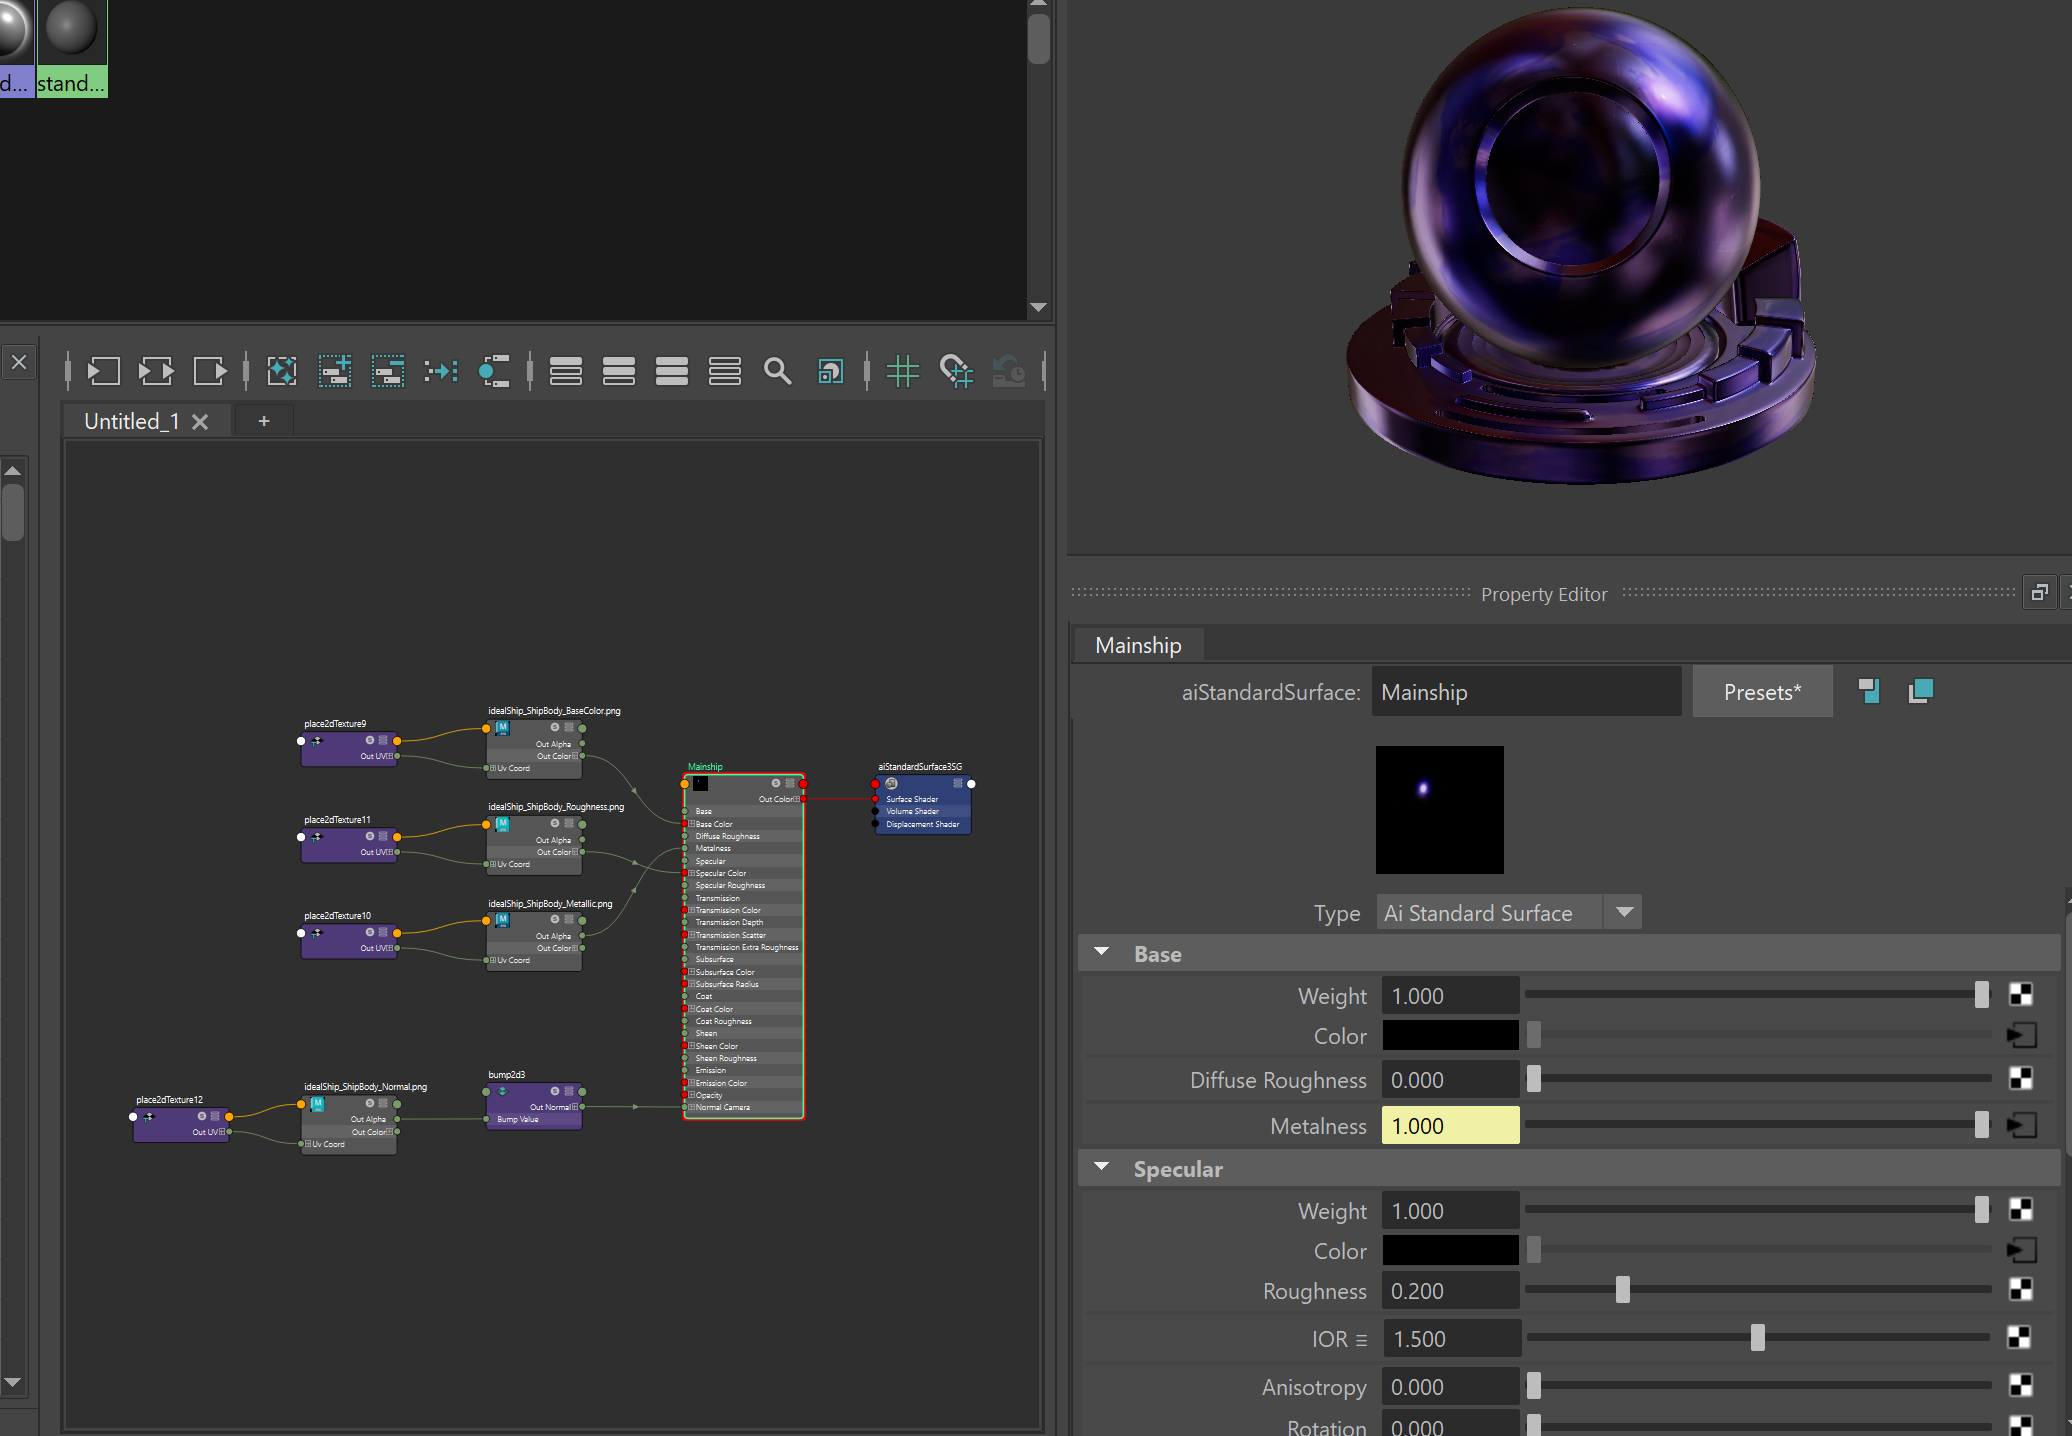 d...
stand...
Untitled_1
+
place2dTexture9
Out UV
idealShip_ShipBody_BaseColor.png
Out Alpha
Out Color
Uv Coord
place2dTexture11
Out UV
idealShip_ShipBody_Roughness.png
Out Alpha
Out Color
Uv Coord
place2dTexture10
Out UV
idealShip_ShipBody_Metallic.png
Out Alpha
Out Color
Uv Coord
place2dTexture12
Out UV
idealShip_ShipBody_Normal.png
Out Alpha
Out Color
Uv Coord
bump2d3
Out Normal
Bump Value
Mainship
Out Color
Base
Base Color
Diffuse Roughness
Metalness
Specular
Specular Color
Specular Roughness
Transmission
Transmission Color
Transmission Depth
Transmission Scatter
Transmission Extra Roughness
Subsurface
Subsurface Color
Subsurface Radius
Coat
Coat Color
Coat Roughness
Sheen
Sheen Color
Sheen Roughness
Emission
Emission Color
Opacity
Normal Camera
aiStandardSurface3SG
Surface Shader
Volume Shader
Displacement Shader
Property Editor
Mainship
aiStandardSurface: Mainship Presets*
Type Ai Standard Surface
Base
Weight 1.000
Color
Diffuse Roughness 0.000
Metalness 1.000
Specular
Weight 1.000
Color
Roughness 0.200
IOR 1.500
Anisotropy 0.000
Rotation 0.000